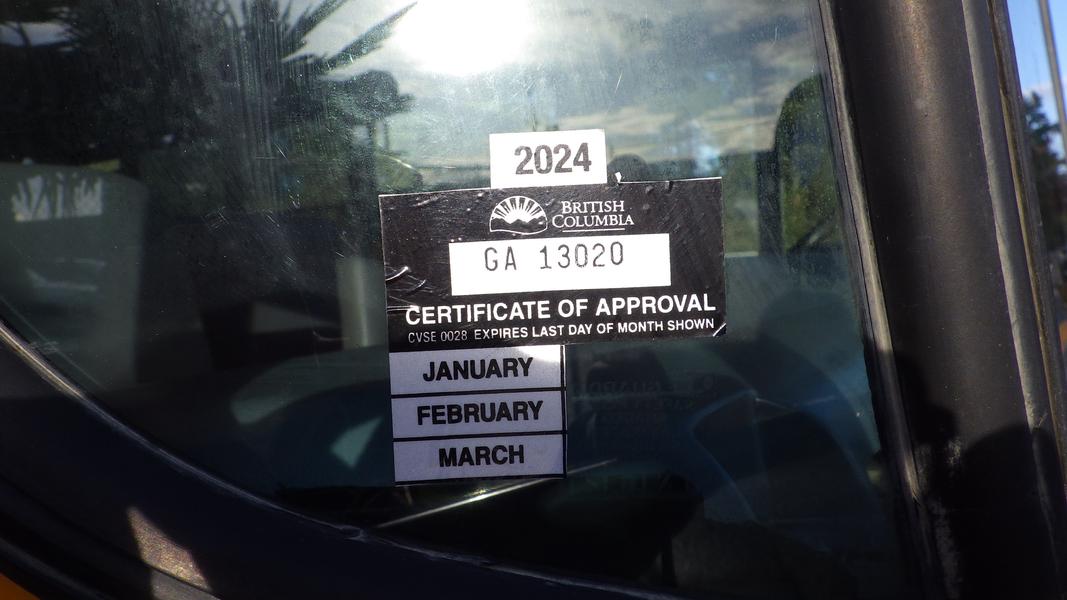 2024
BRITISH
COLUMBIA
GA 13020
CERTIFICATE OF APPROVAL
CVSE 0028 EXPIRES LAST DAY OF MONTH SHOWN
JANUARY
FEBRUARY
MARCH